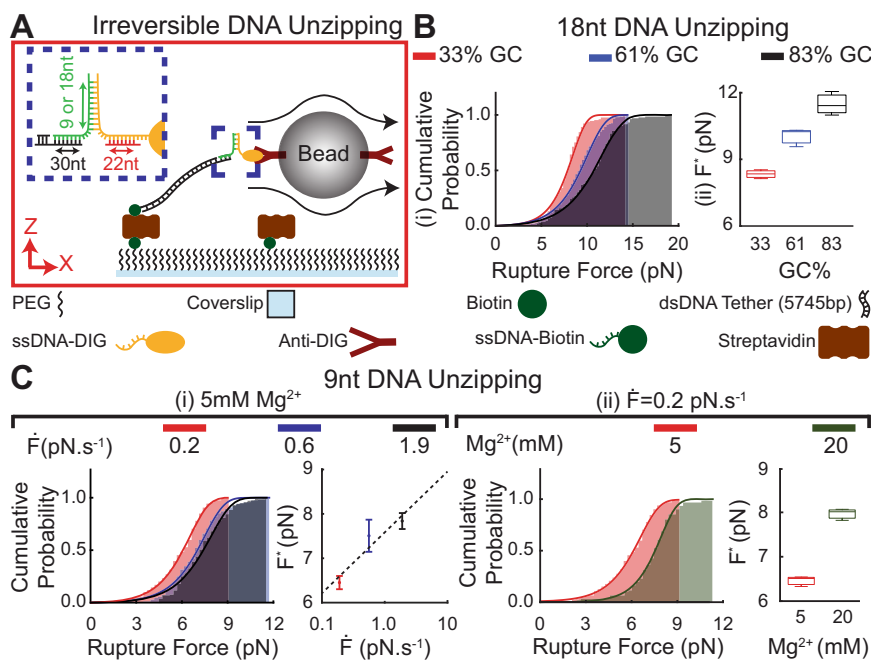 A Irreversible DNA Unzipping
9 or 18nt
30nt
22nt
Bead
Z
X
PEG
Coverslip
ssDNA-DIG
Anti-DIG
B 18nt DNA Unzipping
33% GC 61% GC 83% GC
(i) Cumulative
Probability
1.0
0.5
0.0
0 5 10 15 20
Rupture Force (pN)
(ii) F* (pN)
12
9
6
33 61 83
GC%
Biotin
dsDNA Tether (5745bp)
ssDNA-Biotin
Streptavidin
C 9nt DNA Unzipping
(i) 5mM Mg²⁺
Ḟ(pN.s⁻¹) 0.2 0.6 1.9
Cumulative
Probability
1.0
0.5
0.0
0 3 6 9 12
Rupture Force (pN)
F* (pN)
9
8
7
6
0.1 1 10
Ḟ (pN.s⁻¹)
(ii) Ḟ=0.2 pN.s⁻¹
Mg²⁺(mM) 5 20
Cumulative
Probability
1.0
0.5
0.0
0 3 6 9 12
Rupture Force (pN)
F* (pN)
9
8
7
6
5 20
Mg²⁺(mM)